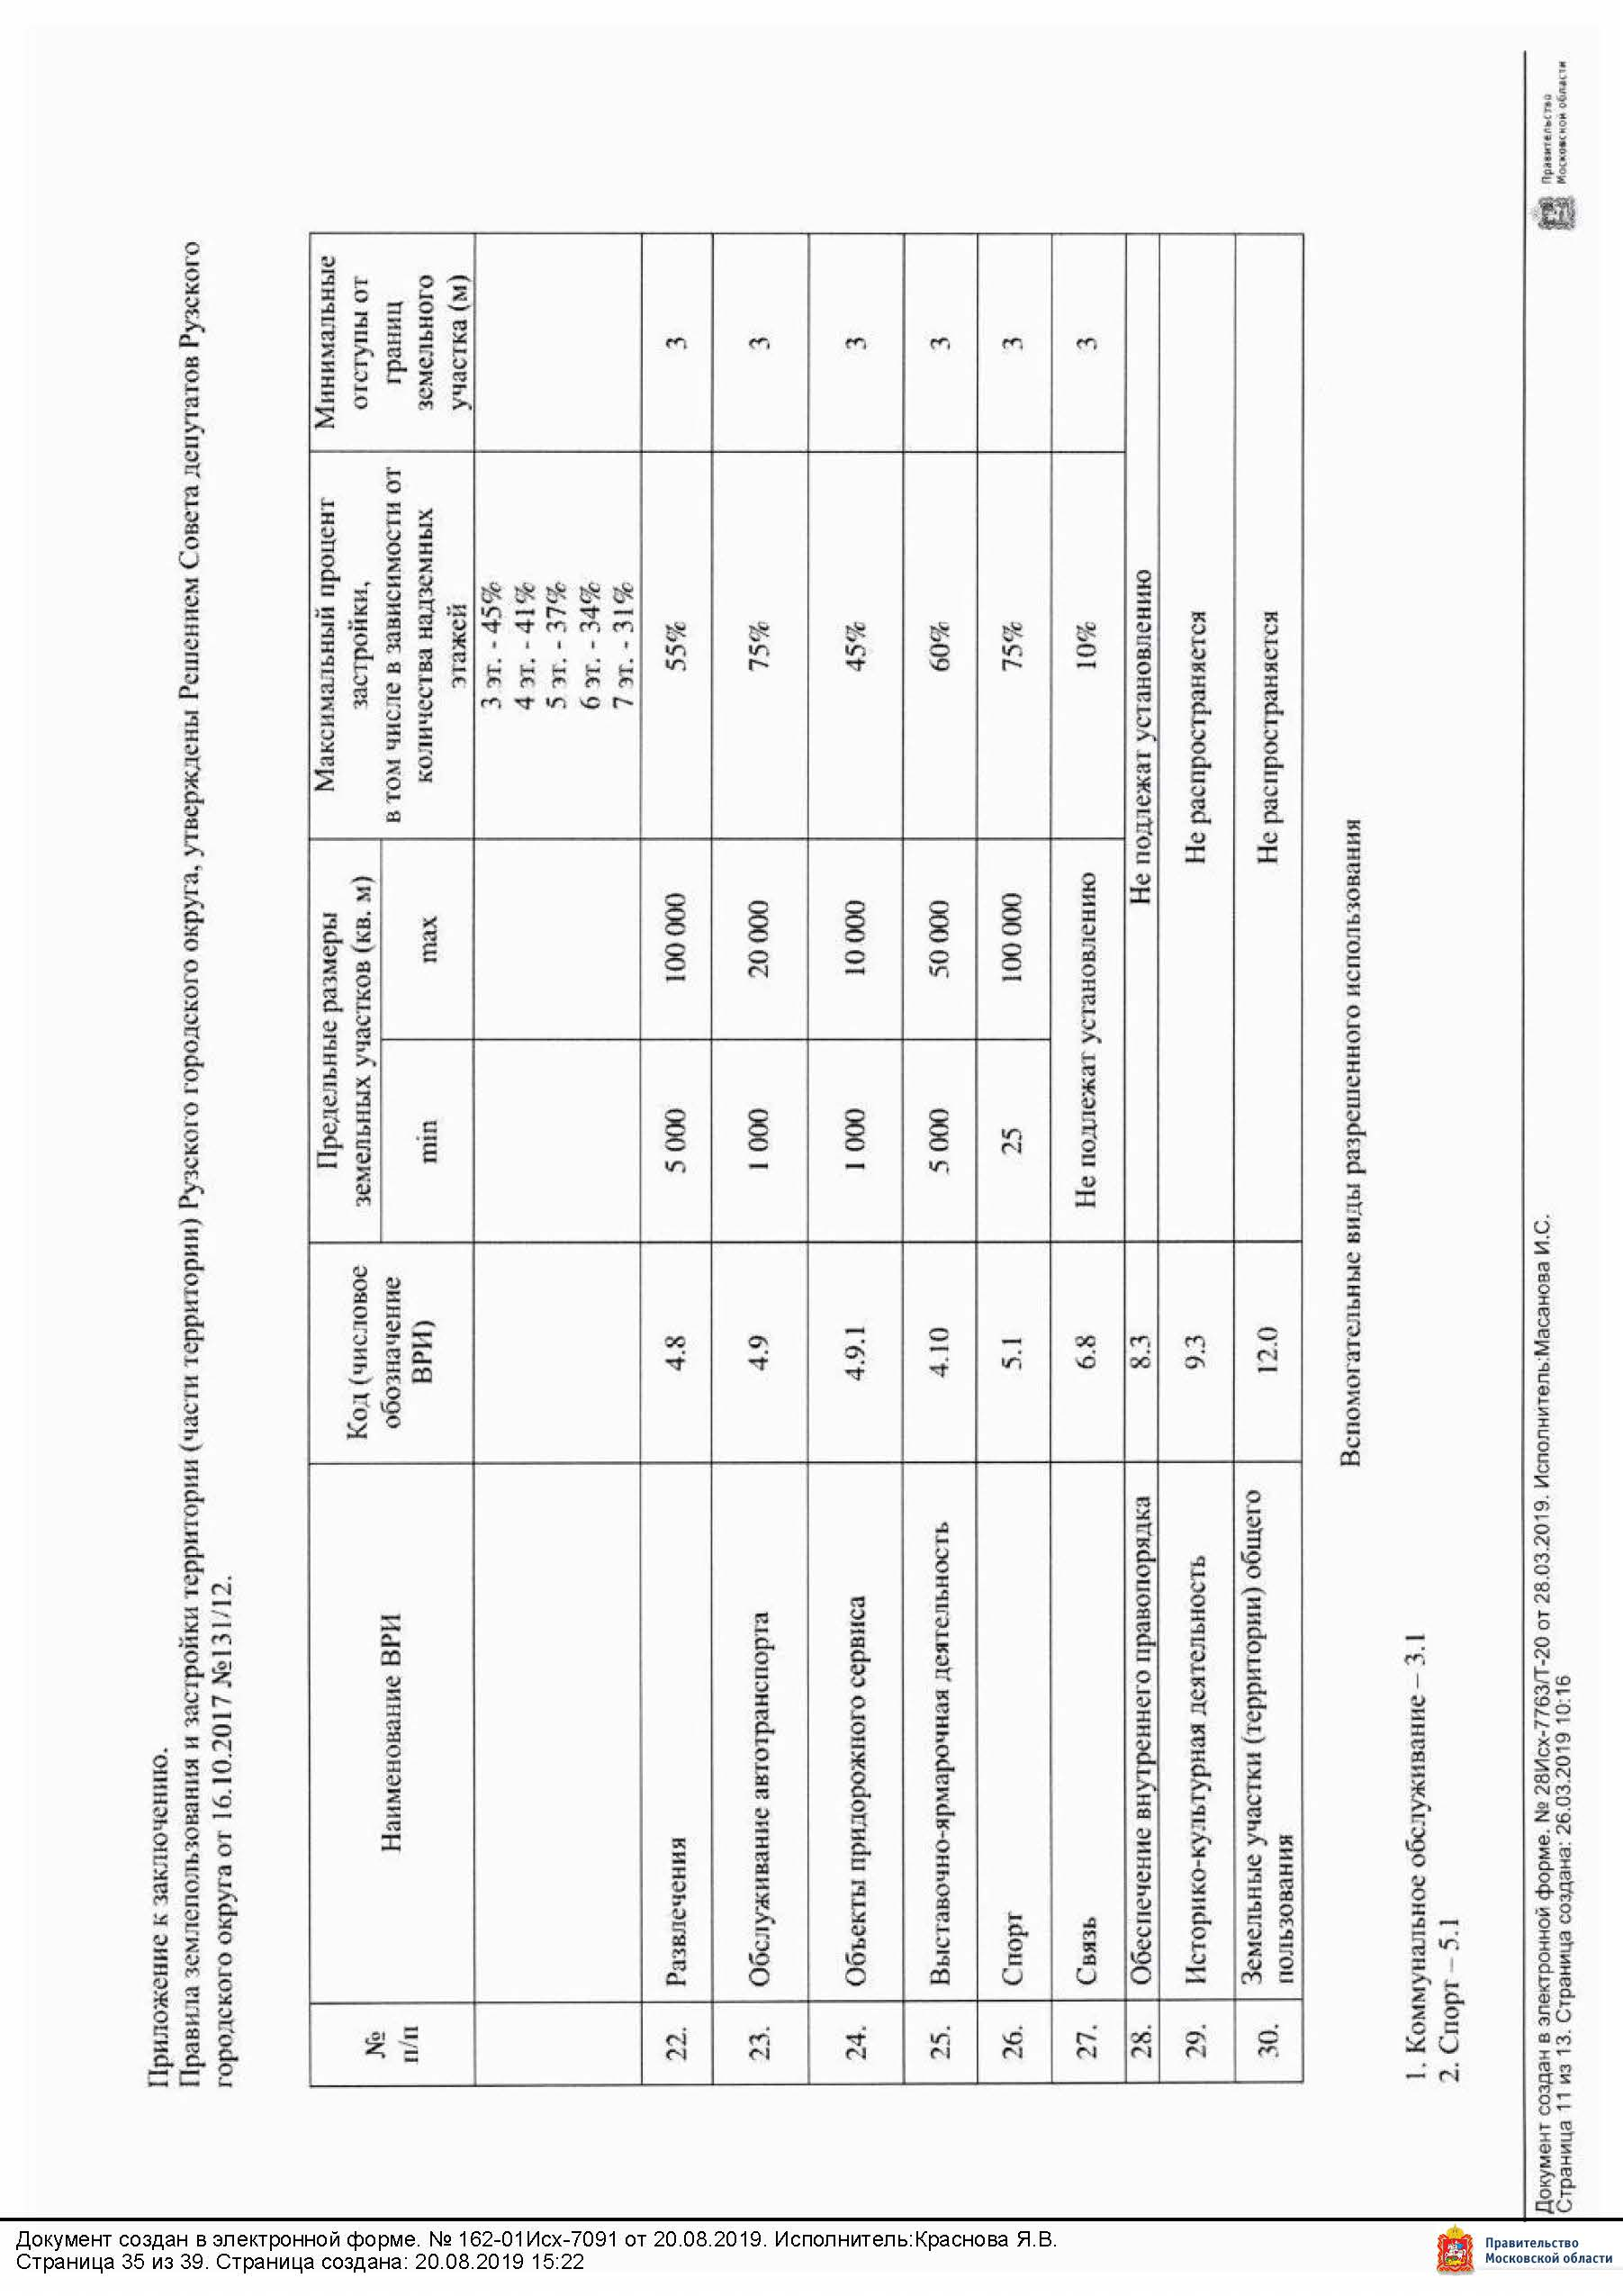 Приложение к заключению.
Правила землепользования и застройки территории (части территории) Рузского городского округа, утверждены Решением Совета депутатов Рузского
городского округа от 16.10.2017 №131/12.
№ п/п
Наименование ВРИ
Код (числовое обозначение ВРИ)
Предельные размеры земельных участков (кв. м)
min
max
Максимальный процент застройки,
в том числе в зависимости от количества надземных этажей
Минимальные отступы от границ земельного участка (м)
3 эт. - 45%
4 эт. - 41%
5 эт. - 37%
6 эт. - 34%
7 эт. - 31%
22. Развлечения 4.8 5 000 100 000 55% 3
23. Обслуживание автотранспорта 4.9 1 000 20 000 75% 3
24. Объекты придорожного сервиса 4.9.1 1 000 10 000 45% 3
25. Выставочно-ярмарочная деятельность 4.10 5 000 50 000 60% 3
26. Спорт 5.1 25 100 000 75% 3
27. Связь 6.8 Не подлежат установлению 10% 3
28. Обеспечение внутреннего правопорядка 8.3 Не подлежат установлению
29. Историко-культурная деятельность 9.3 Не распространяется
30. Земельные участки (территории) общего пользования 12.0 Не распространяется
Вспомогательные виды разрешенного использования
1. Коммунальное обслуживание – 3.1
2. Спорт – 5.1
Документ создан в электронной форме. № 28Исх-7763/Т-20 от 28.03.2019. Исполнитель:Масанова И.С.
Страница 11 из 13. Страница создана: 26.03.2019 10:16
Правительство
Московской области
Документ создан в электронной форме. № 162-01Исх-7091 от 20.08.2019. Исполнитель:Краснова Я.В.
Страница 35 из 39. Страница создана: 20.08.2019 15:22
Правительство
Московской области